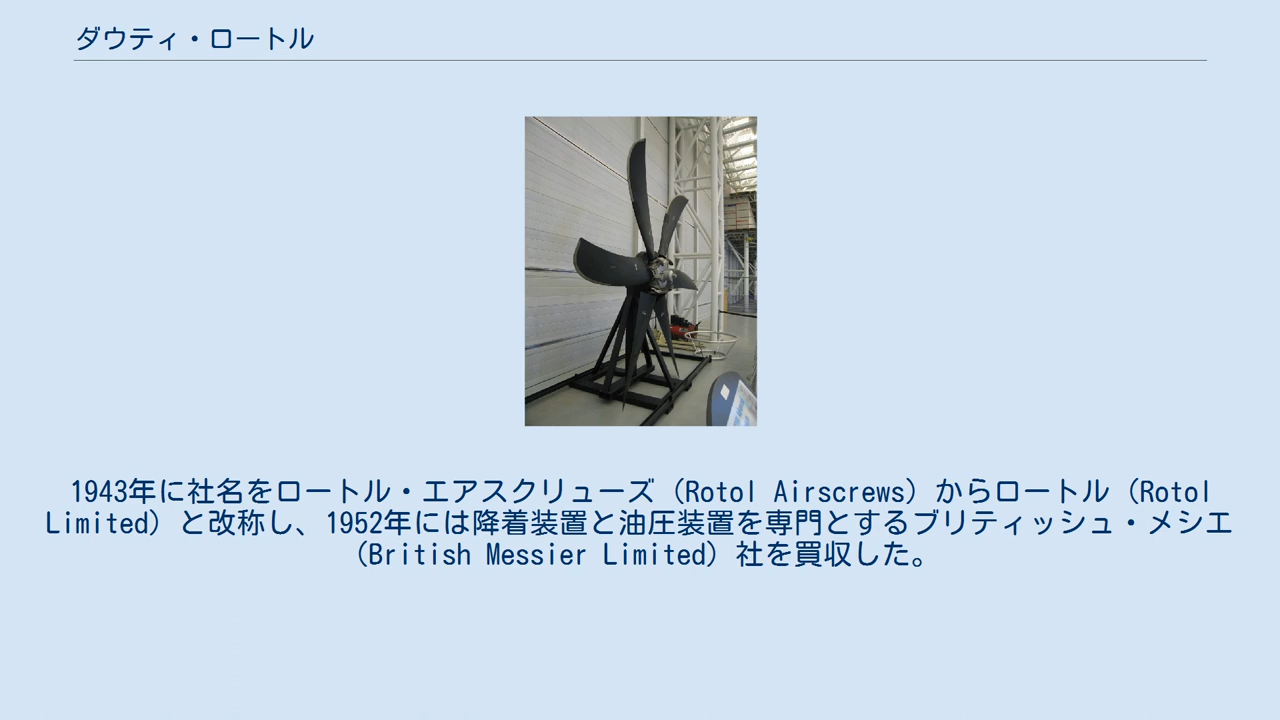 ダウティ・ロートル
1943年に社名をロートル・エアスクリューズ（Rotol Airscrews）からロートル（Rotol
Limited）と改称し、1952年には降着装置と油圧装置を専門とするブリティッシュ・メシエ
（British Messier Limited）社を買収した。